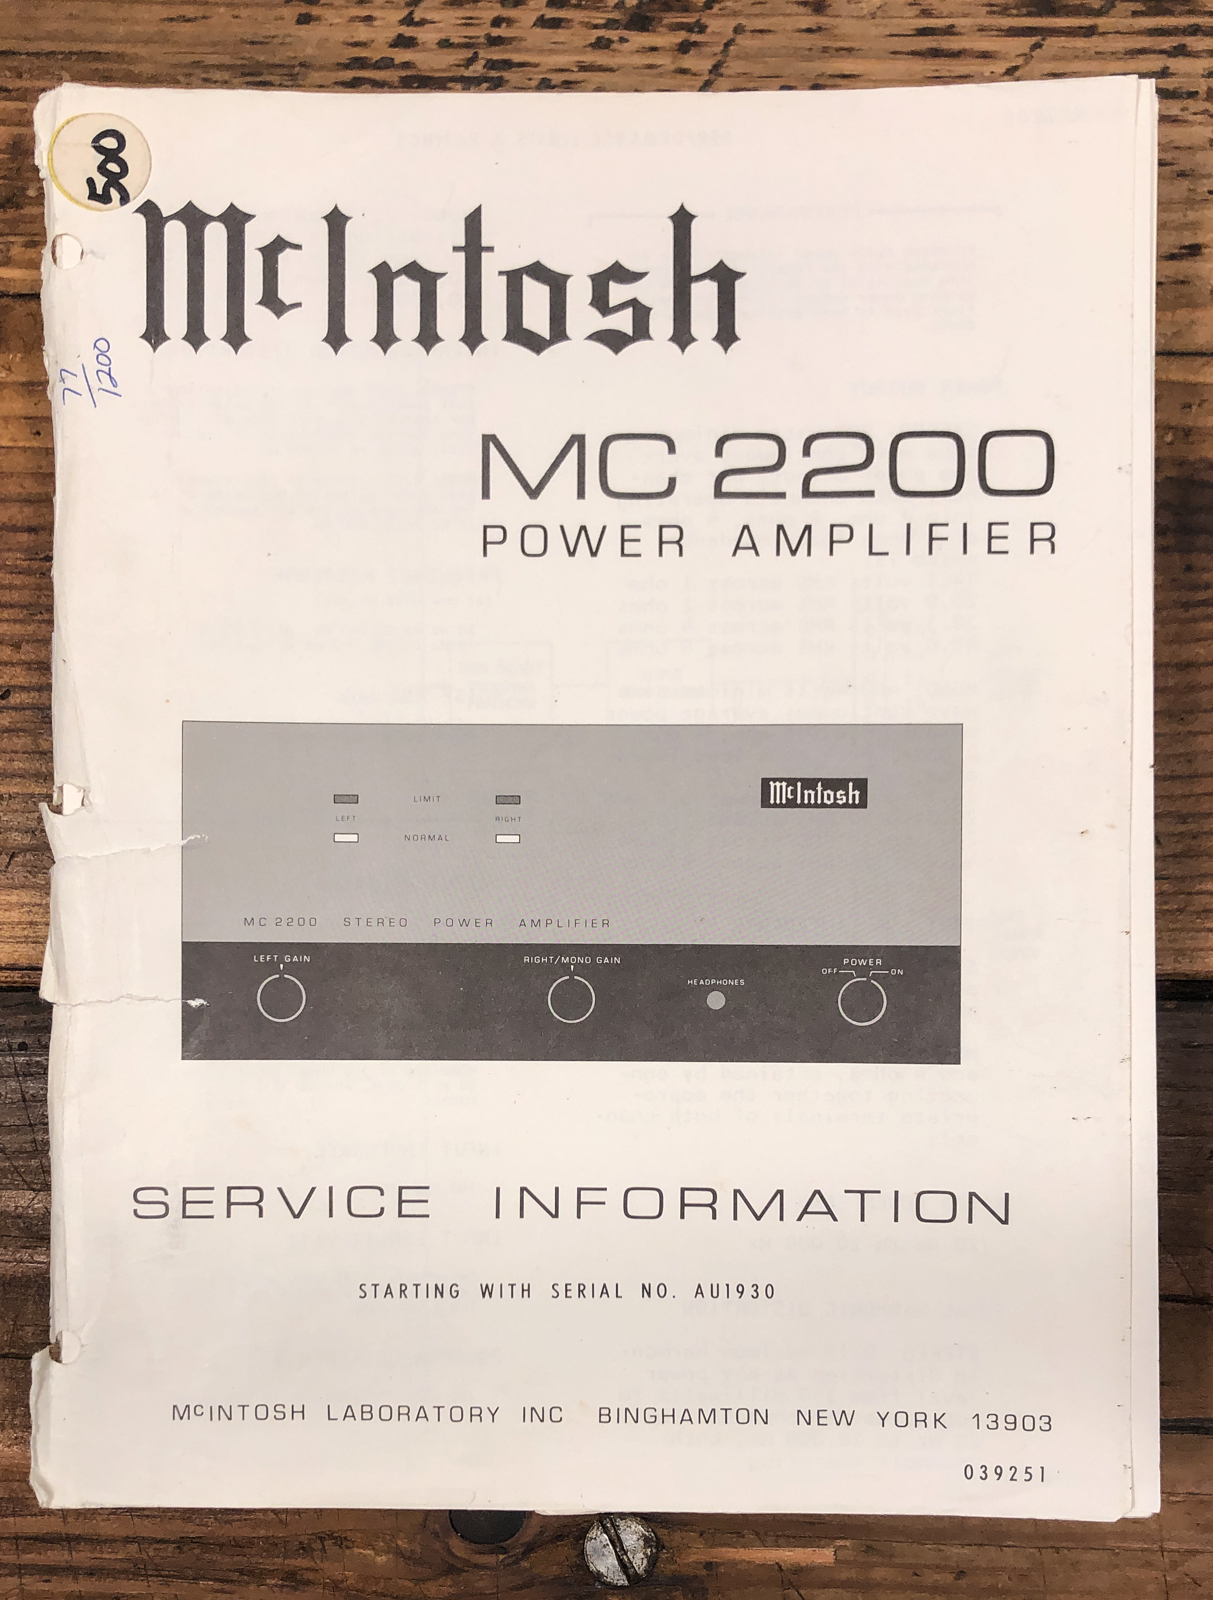 500
McIntosh
77
1200
MC 2200
POWER AMPLIFIER
McIntosh
LIMIT
LEFT RIGHT
NORMAL
MC 2200 STEREO POWER AMPLIFIER
LEFT GAIN
RIGHT/MONO GAIN
HEADPHONES
POWER
OFF ON
SERVICE INFORMATION
STARTING WITH SERIAL NO. AU1930
McINTOSH LABORATORY INC BINGHAMTON NEW YORK 13903
039251